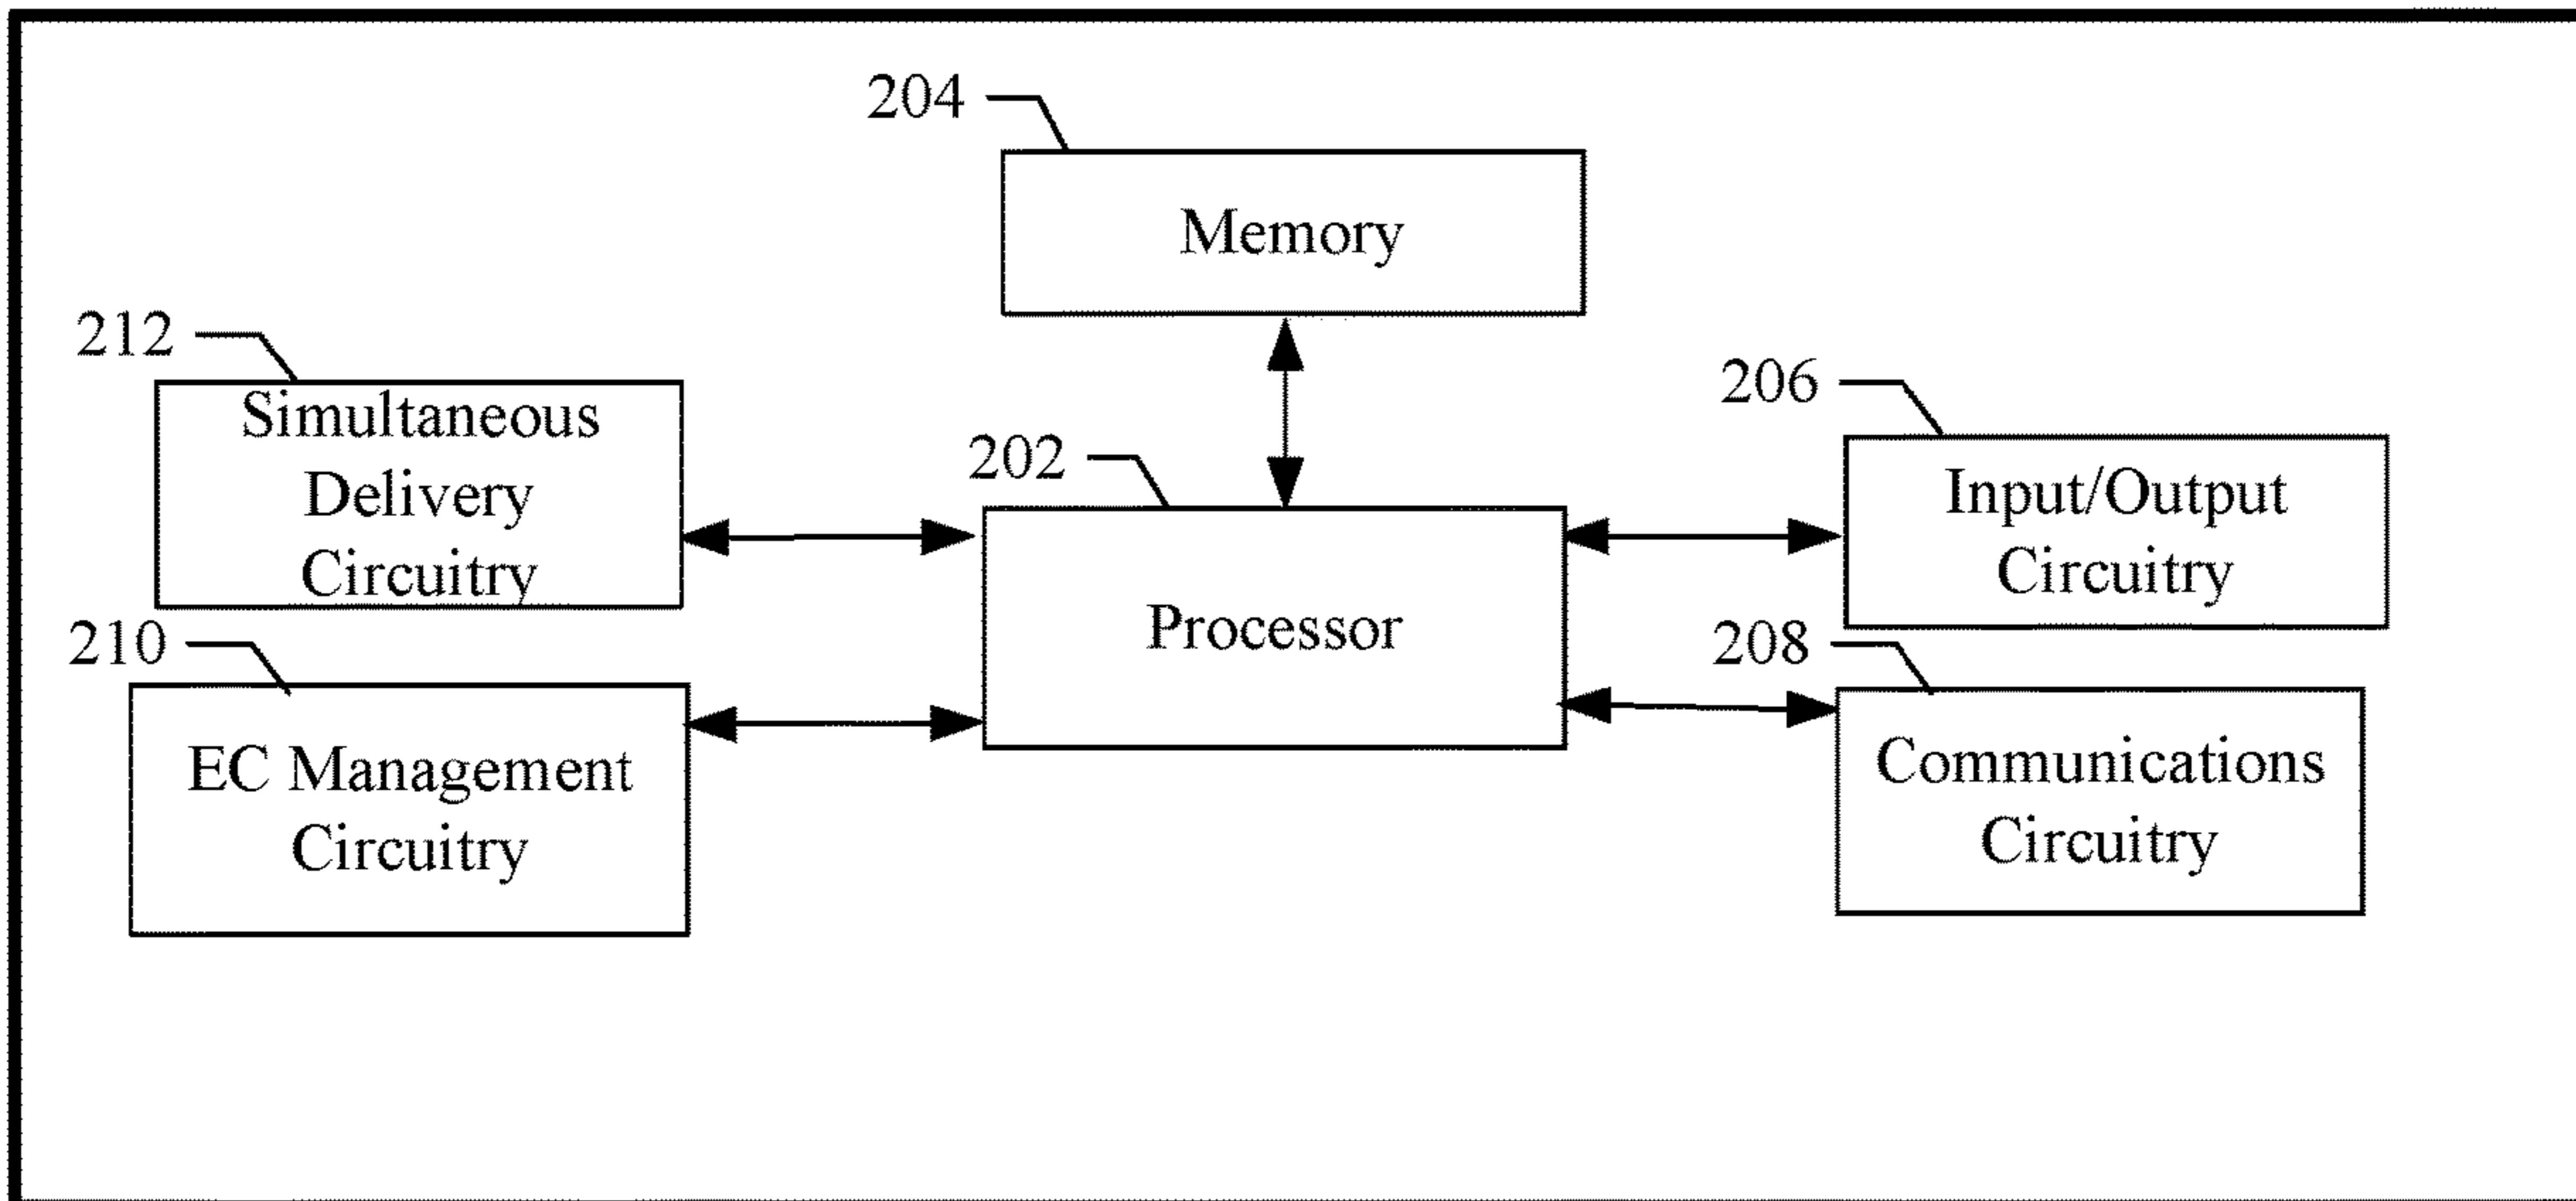 204
Memory
212
Simultaneous
Delivery
Circuitry
206
Input/Output
Circuitry
202
Processor
210
EC Management
Circuitry
208
Communications
Circuitry